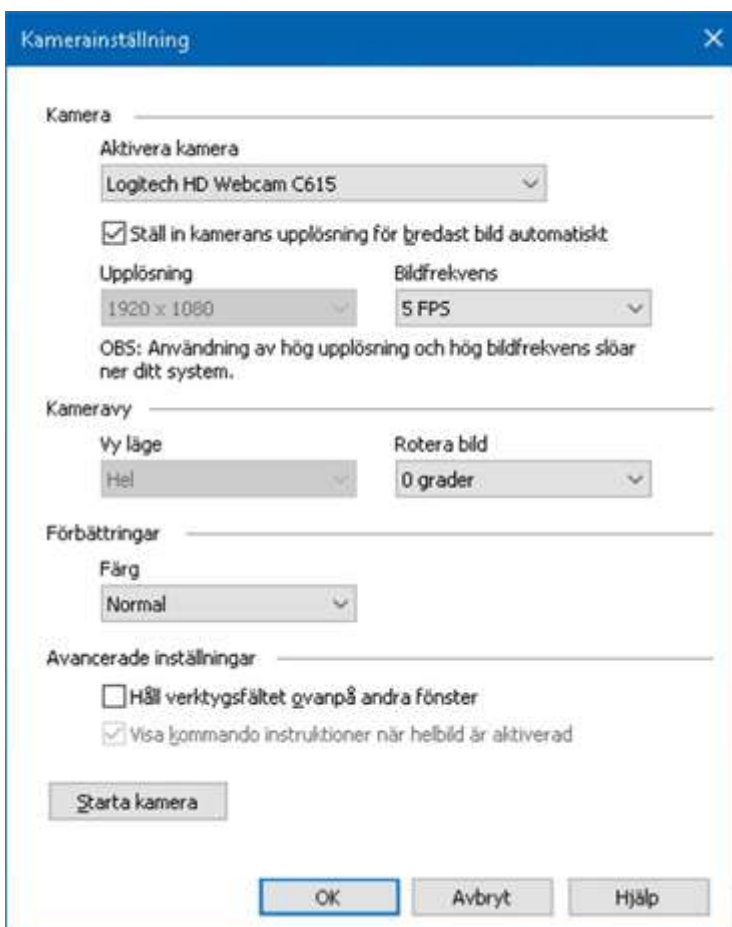 Kamerainställning
Kamera
Aktivera kamera
Logitech HD Webcam C615
Ställ in kamerans upplösning för bredast bild automatiskt
Upplösning Bildfrekvens
1920 x 1080 5 FPS
OBS: Användning av hög upplösning och hög bildfrekvens slöar
ner ditt system.
Kameravy
Vy läge Rotera bild
Hel 0 grader
Förbättringar
Färg
Normal
Avancerade inställningar
Håll verktygsfältet ovanpå andra fönster
Visa kommando instruktioner när helbild är aktiverad
Starta kamera
OK Avbryt Hjälp